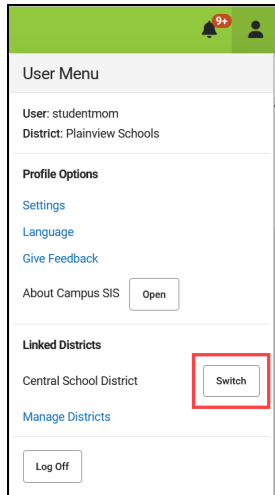 9+
User Menu
User: studentmom
District: Plainview Schools
Profile Options
Settings
Language
Give Feedback
About Campus SIS Open
Linked Districts
Central School District Switch
Manage Districts
Log Off